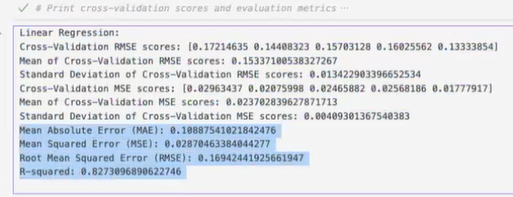 # Print cross-validation scores and evaluation metrics ...
Linear Regression:
Cross-Validation RMSE scores: [0.17214635 0.14408323 0.15703128 0.16025562 0.13333854]
Mean of Cross-Validation RMSE scores: 0.15337100538327267
Standard Deviation of Cross-Validation RMSE scores: 0.013422903396652534
Cross-Validation MSE scores: [0.02963437 0.02075998 0.02465882 0.02568186 0.01777917]
Mean of Cross-Validation MSE scores: 0.023702839627871713
Standard Deviation of Cross-Validation MSE scores: 0.00409301367540383
Mean Absolute Error (MAE): 0.10887541021842476
Mean Squared Error (MSE): 0.02870463384044277
Root Mean Squared Error (RMSE): 0.16942441925661947
R-squared: 0.8273096890622746